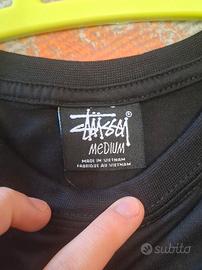 Stüssy
®
MEDIUM
MADE IN VIETNAM
FABRIQUÉ AU VIETNAM
subito